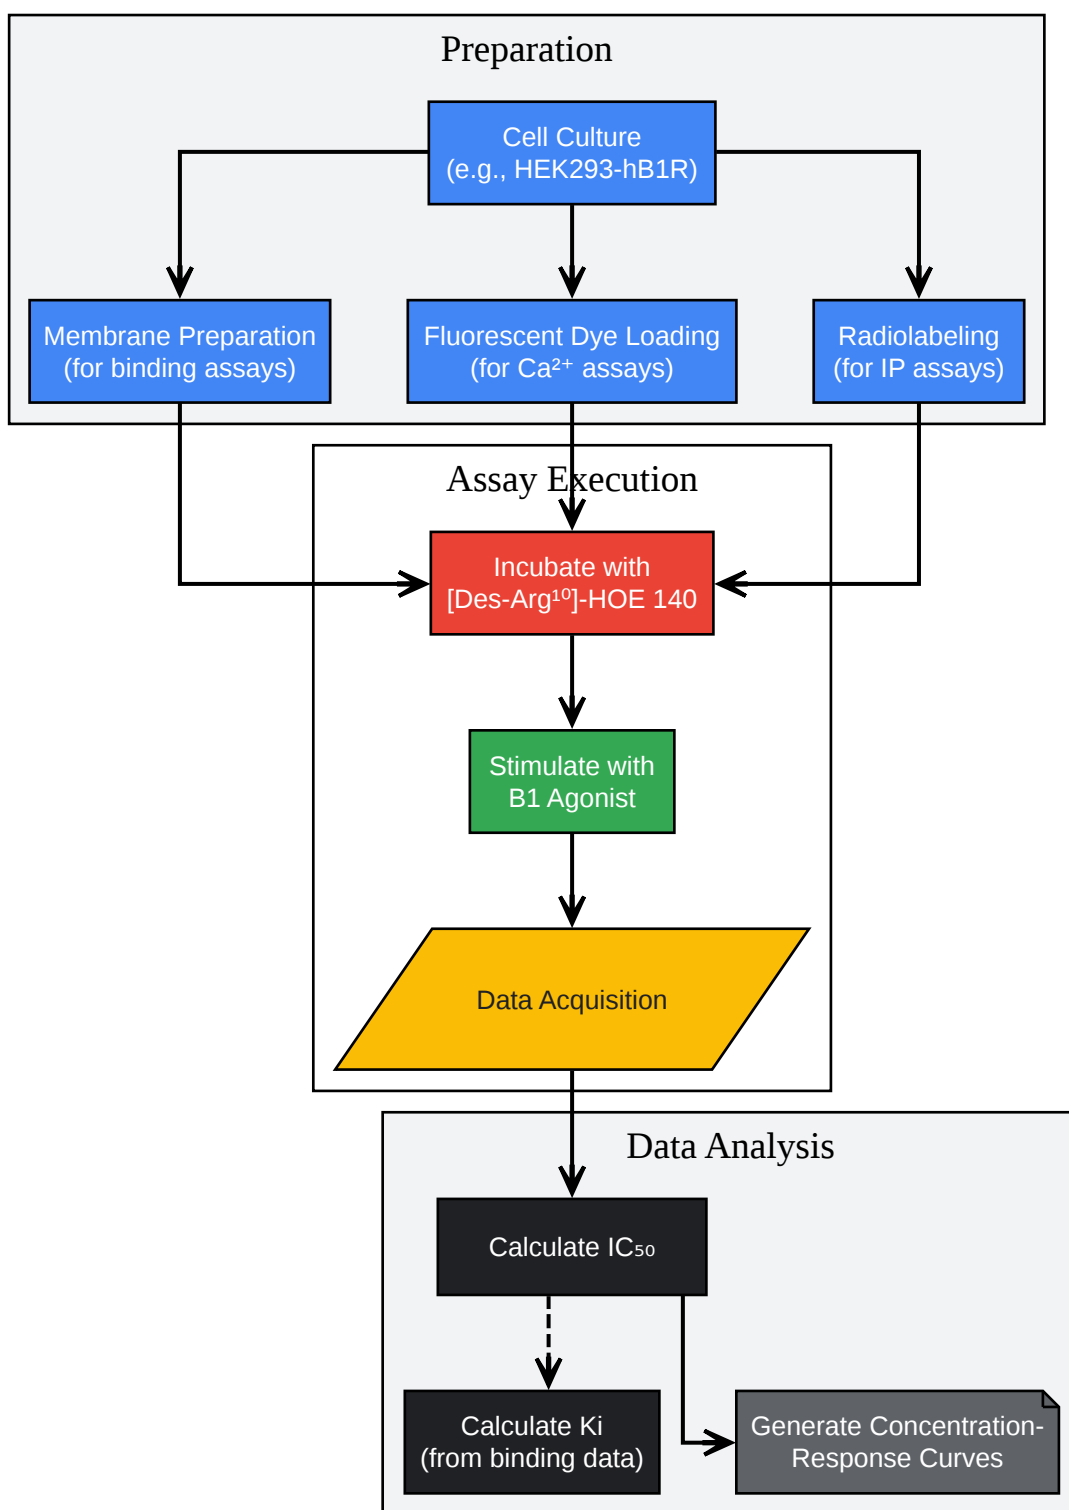 Preparation
Cell Culture
(e.g., HEK293-hB1R)
Membrane Preparation
(for binding assays)
Fluorescent Dye Loading
(for Ca²⁺ assays)
Radiolabeling
(for IP assays)
Assay Execution
Incubate with
[Des-Arg¹⁰]-HOE 140
Stimulate with
B1 Agonist
Data Acquisition
Data Analysis
Calculate IC₅₀
Calculate Ki
(from binding data)
Generate Concentration-
Response Curves